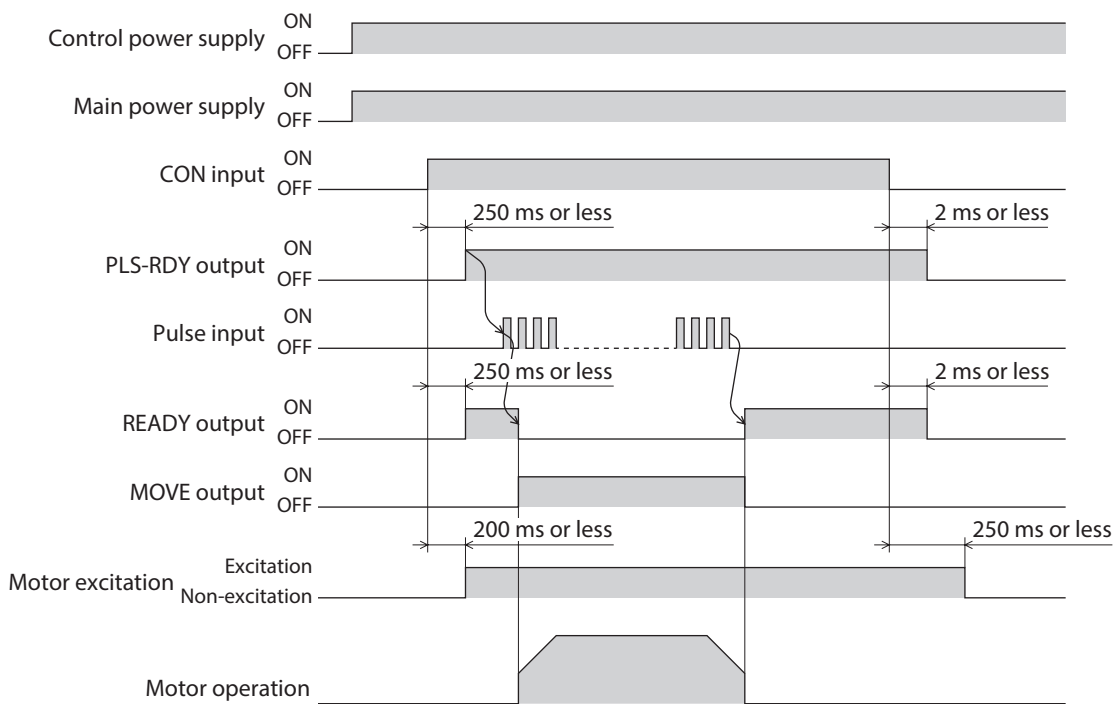 Control power supply ON
OFF
Main power supply ON
OFF
CON input ON
OFF
250 ms or less 2 ms or less
PLS-RDY output ON
OFF
Pulse input ON
OFF
250 ms or less 2 ms or less
READY output ON
OFF
MOVE output ON
OFF
200 ms or less 250 ms or less
Motor excitation Excitation
Non-excitation
Motor operation